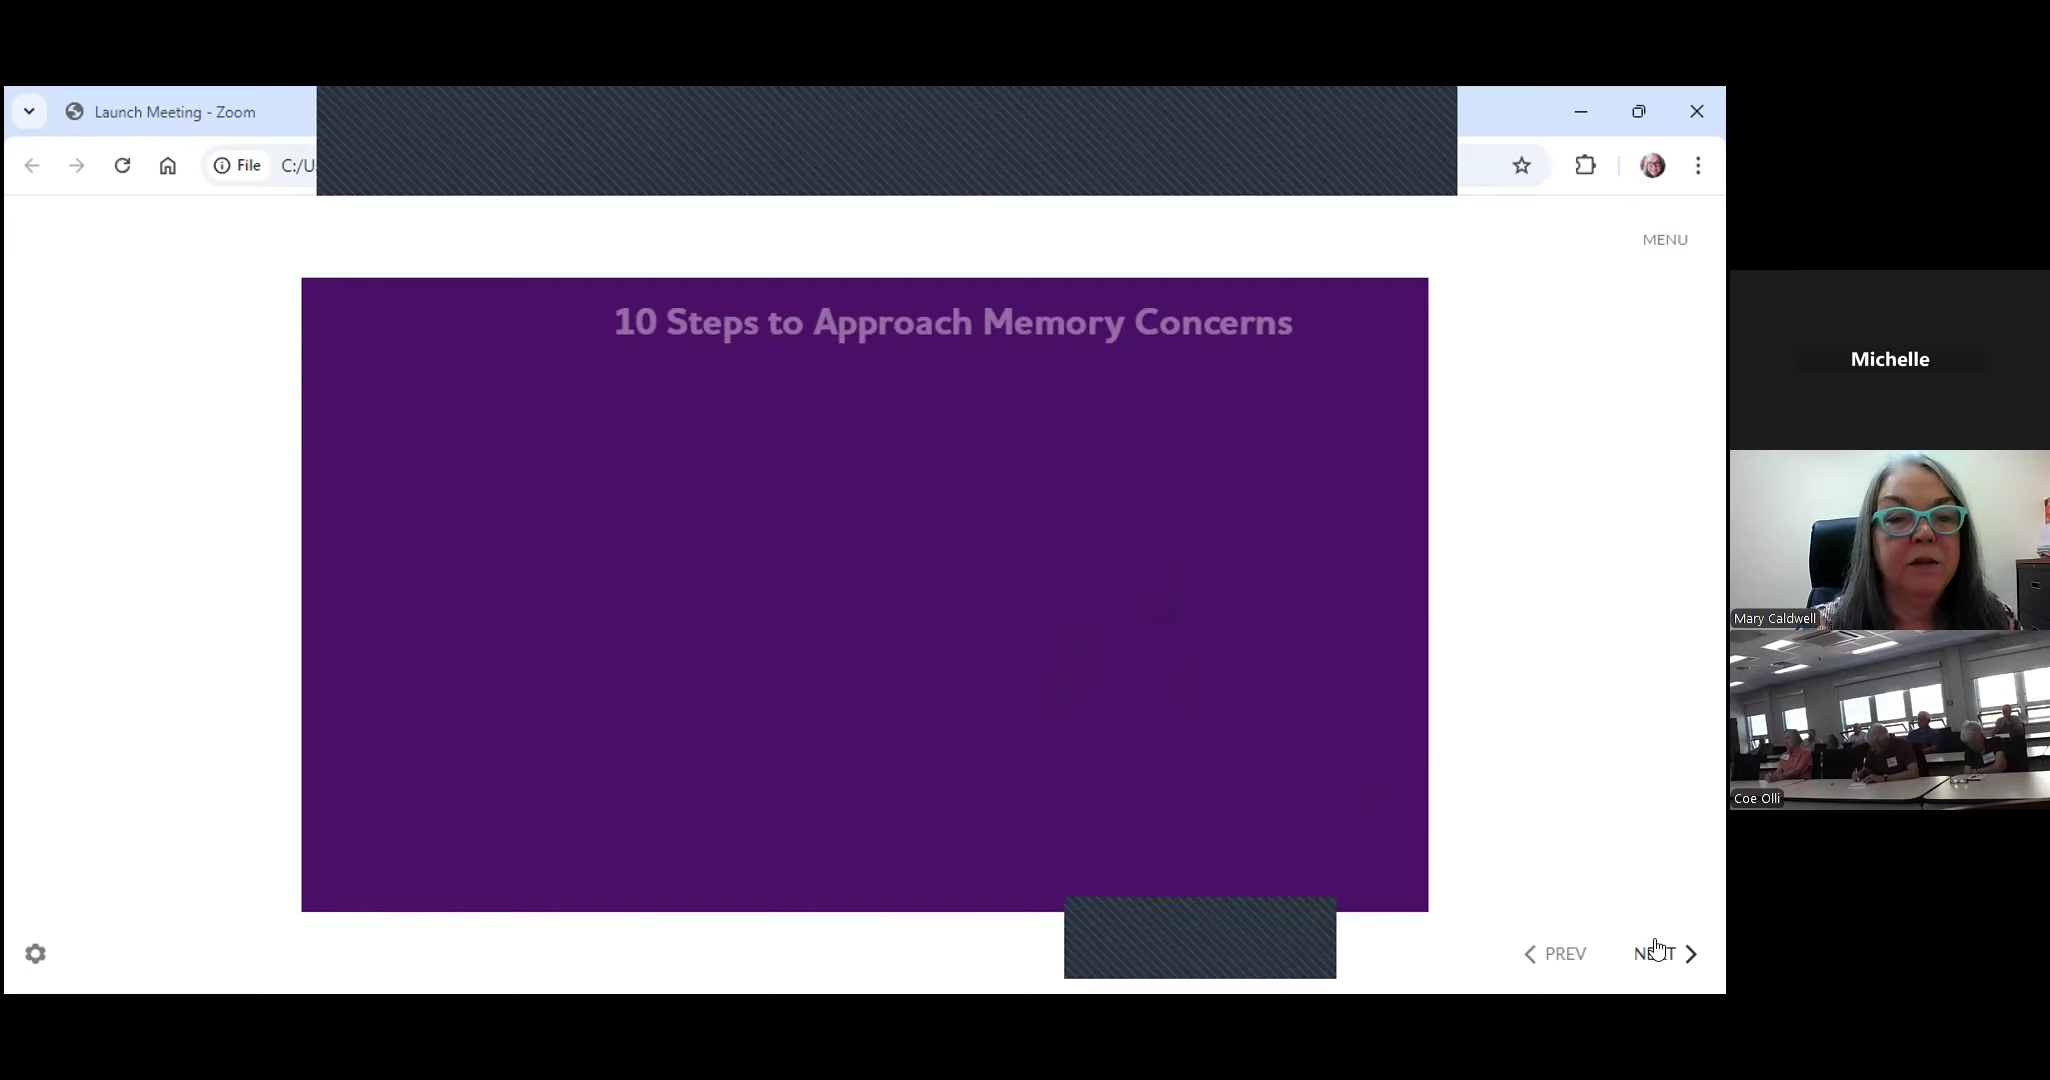 Launch Meeting - Zoom
File
C:/U
MENU
10 Steps to Approach Memory Concerns
Michelle
Mary Caldwell
Coe Olli
PREV
NEXT